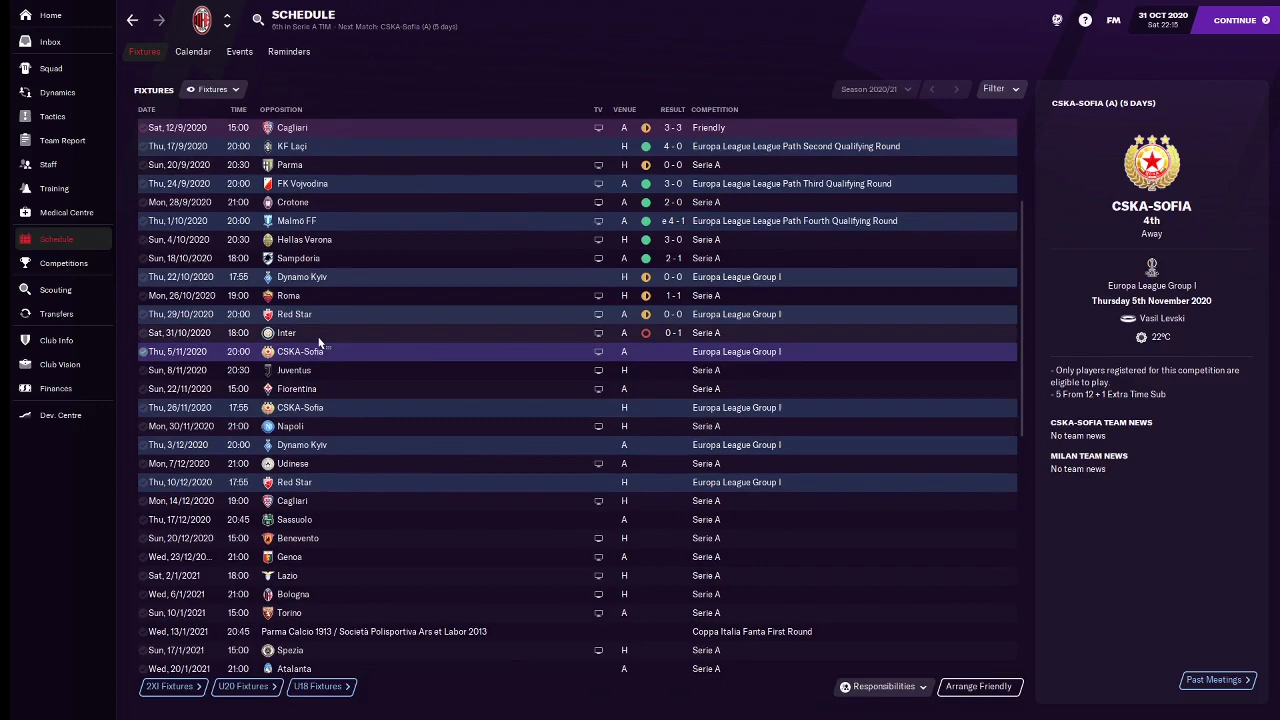 Home
Inbox
Squad
Dynamics
Tactics
Team Report
Staff
Training
Medical Centre
Schedule
Competitions
Scouting
Transfers
Club Info
Club Vision
Finances
Dev. Centre
SCHEDULE
6th in Serie A TIM - Next Match: CSKA-Sofia (A) (5 days)
FM
31 OCT 2020
Sat 22:15
CONTINUE
Fixtures Calendar Events Reminders
FIXTURES Fixtures Season 2020/21 Filter
DATE TIME OPPOSITION TV VENUE RESULT COMPETITION
Sat, 12/9/2020 15:00 Cagliari A 3 - 3 Friendly
Thu, 17/9/2020 20:00 KF Laçi H 4 - 0 Europa League League Path Second Qualifying Round
Sun, 20/9/2020 20:30 Parma H 0 - 0 Serie A
Thu, 24/9/2020 20:00 FK Vojvodina A 3 - 0 Europa League League Path Third Qualifying Round
Mon, 28/9/2020 21:00 Crotone A 2 - 0 Serie A
Thu, 1/10/2020 20:00 Malmö FF A e 4 - 1 Europa League League Path Fourth Qualifying Round
Sun, 4/10/2020 20:30 Hellas Verona H 3 - 0 Serie A
Sun, 18/10/2020 18:00 Sampdoria A 2 - 1 Serie A
Thu, 22/10/2020 17:55 Dynamo Kyiv H 0 - 0 Europa League Group I
Mon, 26/10/2020 19:00 Roma H 1 - 1 Serie A
Thu, 29/10/2020 20:00 Red Star A 0 - 0 Europa League Group I
Sat, 31/10/2020 18:00 Inter A 0 - 1 Serie A
Thu, 5/11/2020 20:00 CSKA-Sofia A Europa League Group I
Sun, 8/11/2020 20:30 Juventus H Serie A
Sun, 22/11/2020 15:00 Fiorentina A Serie A
Thu, 26/11/2020 17:55 CSKA-Sofia H Europa League Group I
Mon, 30/11/2020 21:00 Napoli H Serie A
Thu, 3/12/2020 20:00 Dynamo Kyiv A Europa League Group I
Mon, 7/12/2020 21:00 Udinese A Serie A
Thu, 10/12/2020 17:55 Red Star H Europa League Group I
Mon, 14/12/2020 19:00 Cagliari H Serie A
Thu, 17/12/2020 20:45 Sassuolo A Serie A
Sun, 20/12/2020 15:00 Benevento H Serie A
Wed, 23/12/20... 21:00 Genoa A Serie A
Sat, 2/1/2021 18:00 Lazio H Serie A
Wed, 6/1/2021 21:00 Bologna H Serie A
Sun, 10/1/2021 15:00 Torino A Serie A
Wed, 13/1/2021 20:45 Parma Calcio 1913 / Società Polisportiva Ars et Labor 2013 Coppa Italia Fanta First Round
Sun, 17/1/2021 15:00 Spezia H Serie A
Wed, 20/1/2021 21:00 Atalanta A Serie A
2XI Fixtures U20 Fixtures U18 Fixtures Responsibilities Arrange Friendly
CSKA-SOFIA (A) (5 DAYS)
CSKA-SOFIA
4th
Away
Europa League Group I
Thursday 5th November 2020
Vasil Levski
22°C
- Only players registered for this competition are
eligible to play.
- 5 From 12 + 1 Extra Time Sub
CSKA-SOFIA TEAM NEWS
No team news
MILAN TEAM NEWS
No team news
Past Meetings